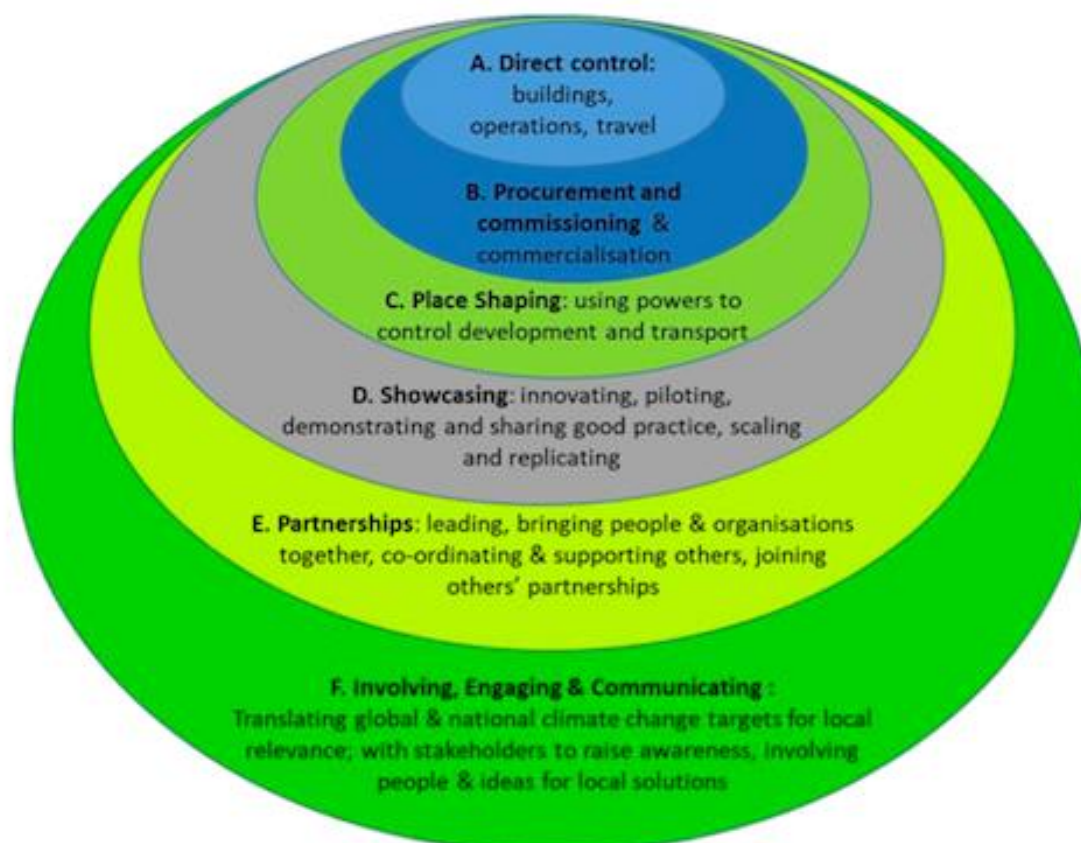 A. Direct control:
buildings,
operations, travel
B. Procurement and
commissioning &
commercialisation
C. Place Shaping: using powers to
control development and transport
D. Showcasing: innovating, piloting,
demonstrating and sharing good practice, scaling
and replicating
E. Partnerships: leading, bringing people & organisations
together, co-ordinating & supporting others, joining
others’ partnerships
F. Involving, Engaging & Communicating :
Translating global & national climate change targets for local
relevance; with stakeholders to raise awareness, involving
people & ideas for local solutions